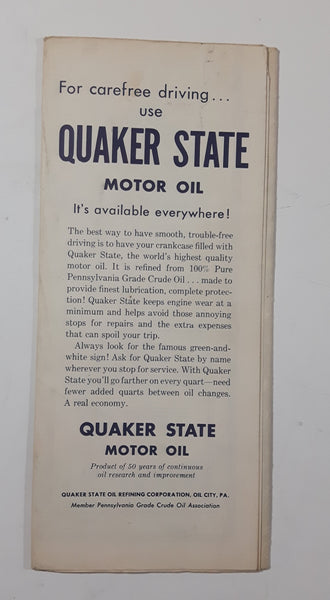 For carefree driving...
use
QUAKER STATE
MOTOR OIL
It's available everywhere!
The best way to have smooth, trouble-free
driving is to have your crankcase filled with
Quaker State, the world's highest quality
motor oil. It is refined from 100% Pure
Pennsylvania Grade Crude Oil . . . made to
provide finest lubrication, complete protec-
tion! Quaker State keeps engine wear at a
minimum and helps avoid those annoying
stops for repairs and the extra expenses
that can spoil your trip.
Always look for the famous green-and-
white sign! Ask for Quaker State by name
wherever you stop for service. With Quaker
State you'll go farther on every quart—need
fewer added quarts between oil changes.
A real economy.
QUAKER STATE
MOTOR OIL
Product of 50 years of continuous
oil research and improvement
QUAKER STATE OIL REFINING CORPORATION, OIL CITY, PA.
Member Pennsylvania Grade Crude Oil Association